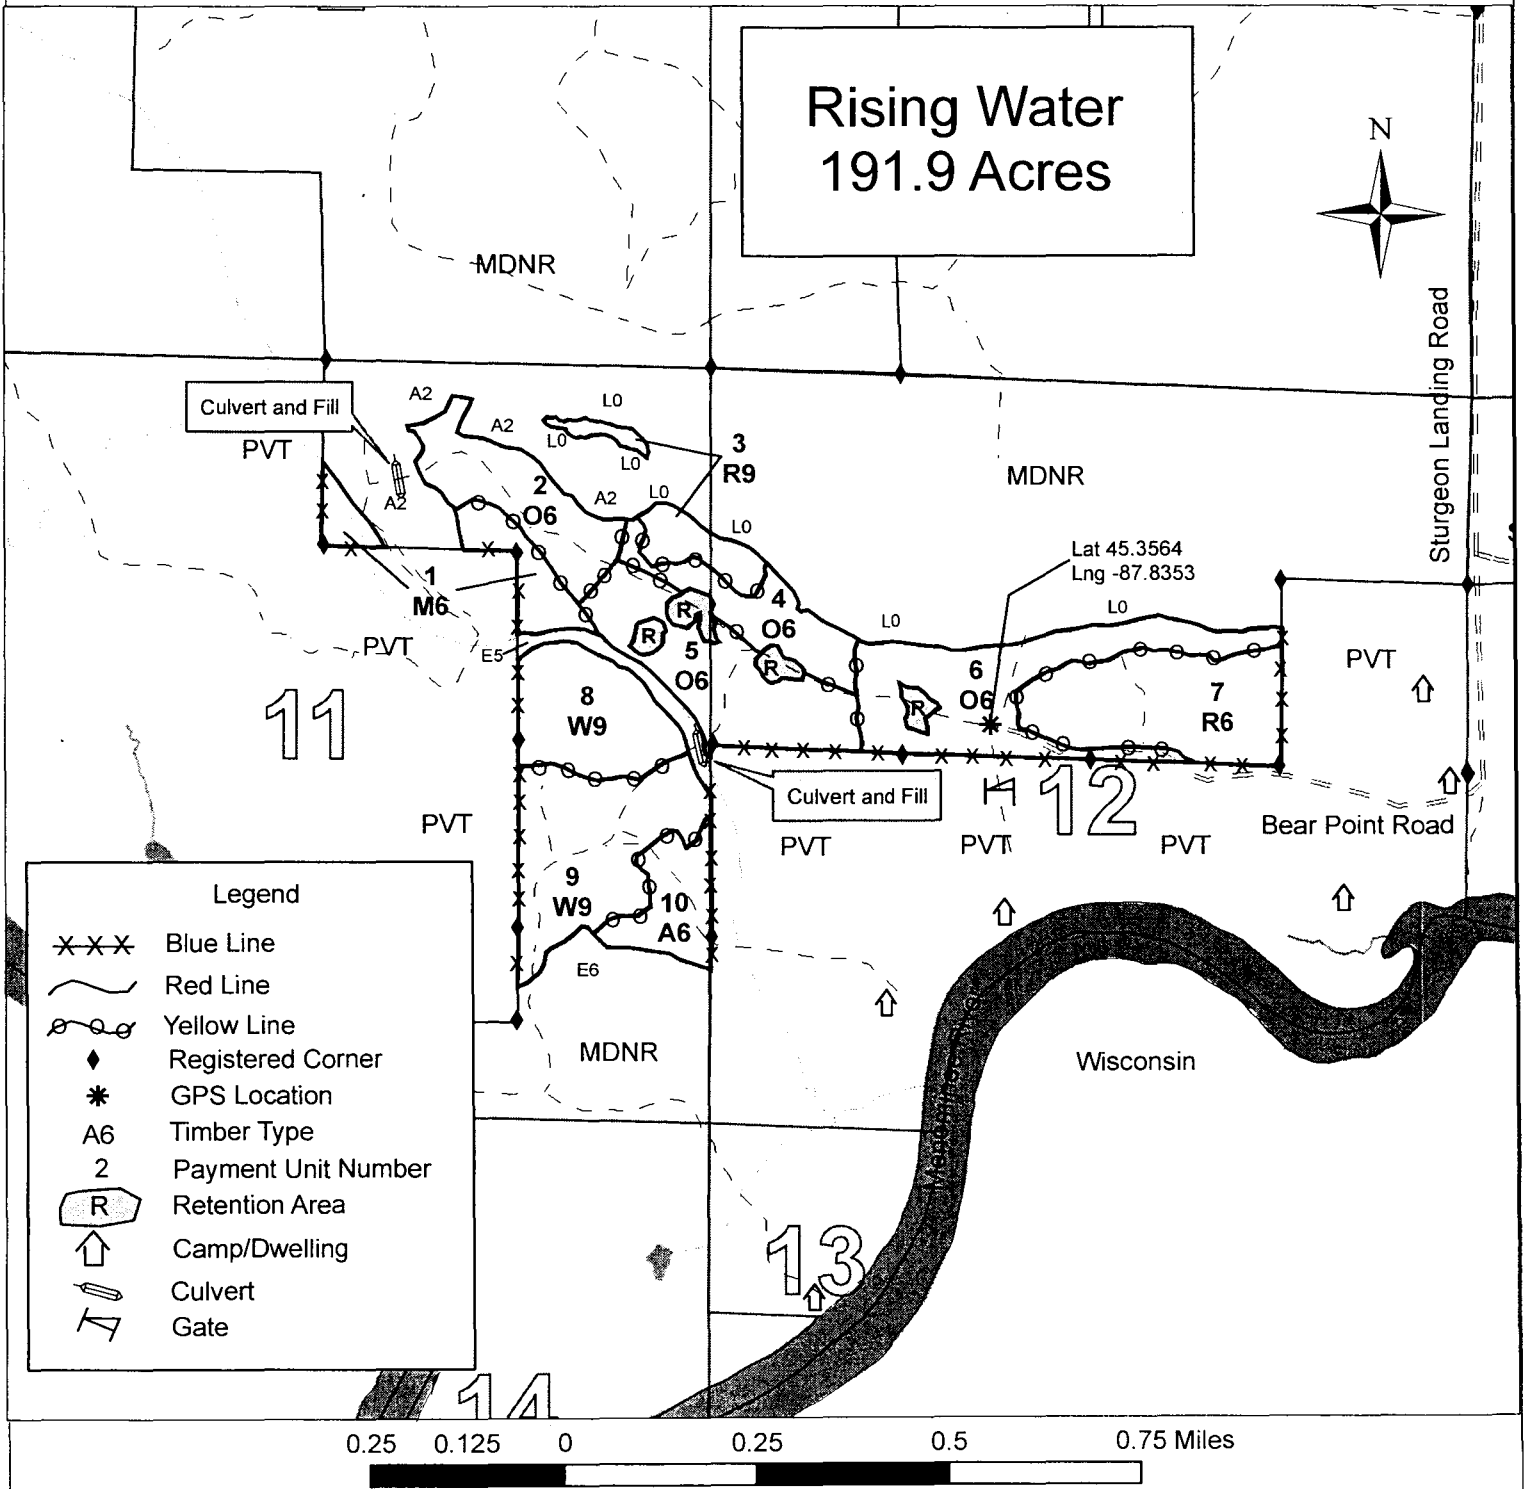 Rising Water
191.9 Acres
N
MDNR
Sturgeon Landing Road
Culvert and Fill
PVT
A2
A2
L0
L0
L0
3
R9
MDNR
A2
2
O6
A2
L0
L0
Lat 45.3564
Lng -87.8353
1
M6
R
R
4
O6
L0
L0
PVT
E5
5
O6
R
6
O6
R
7
R6
PVT
11
8
W9
Culvert and Fill
12
PVT
PVT
PVT
PVT
Bear Point Road
9
W9
10
A6
E6
MDNR
Wisconsin
13
14
Legend
Blue Line
Red Line
Yellow Line
Registered Corner
GPS Location
A6 Timber Type
2 Payment Unit Number
R Retention Area
Camp/Dwelling
Culvert
Gate
0.25 0.125 0 0.25 0.5 0.75 Miles